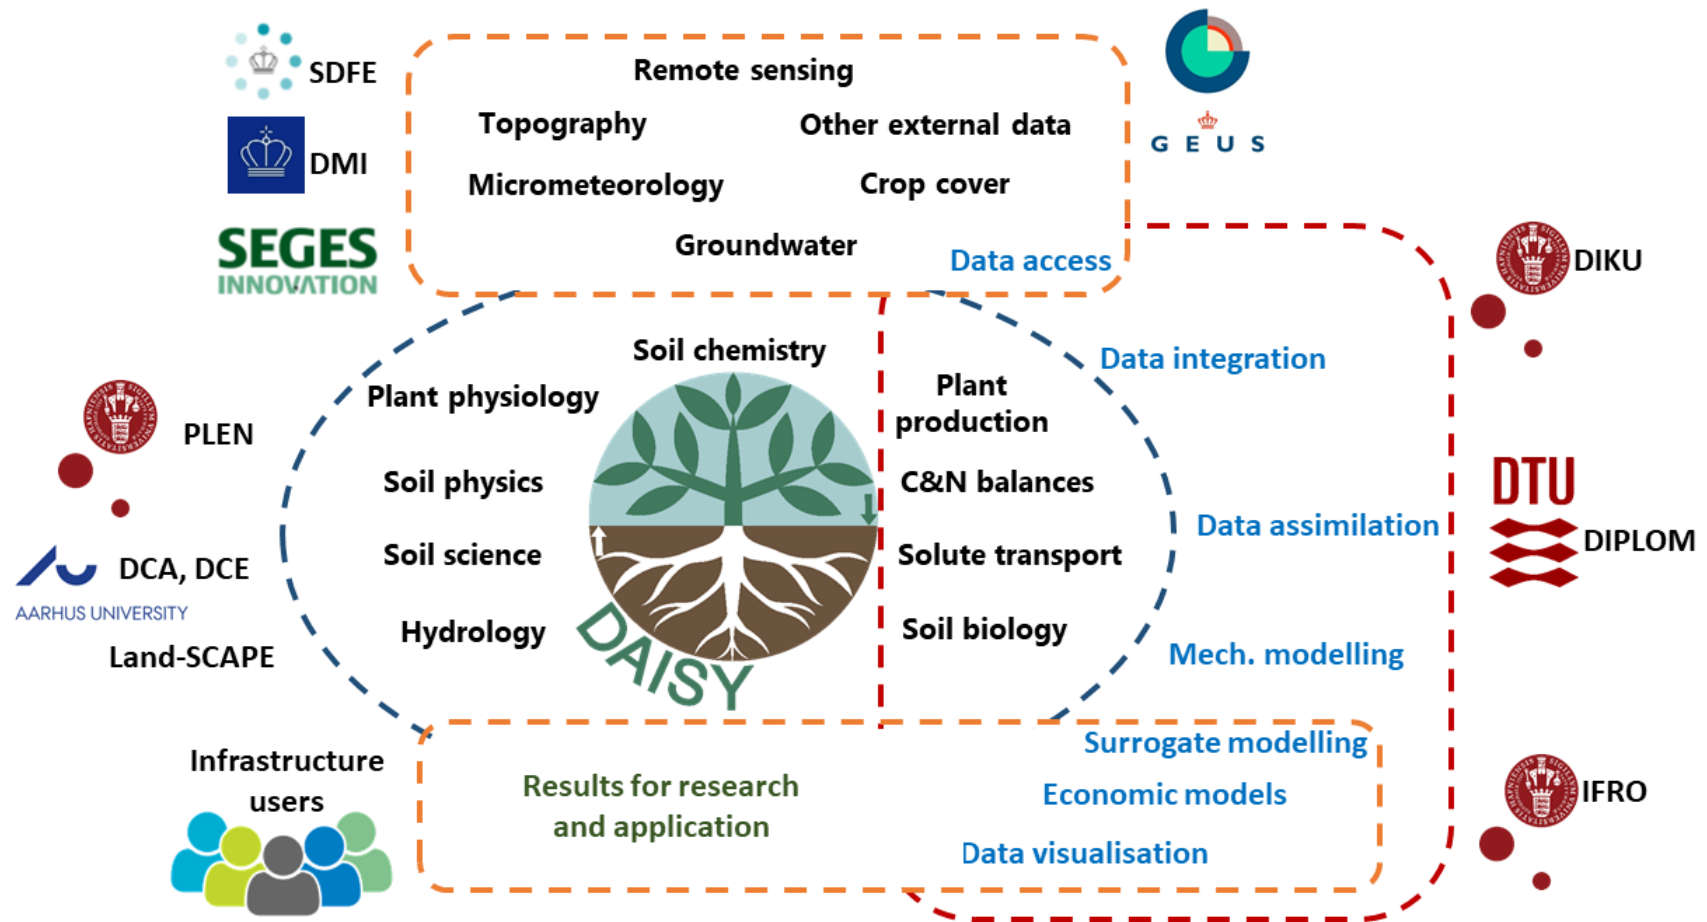 SDFE
DMI
SEGES
INNOVATION
Remote sensing
Topography
Other external data
Micrometeorology
Crop cover
Groundwater
Data access
G E U S
DIKU
Soil chemistry
Plant physiology
Soil physics
Soil science
Hydrology
DAISY
Plant
production
C&N balances
Solute transport
Soil biology
Data integration
Data assimilation
Mech. modelling
PLEN
DCA, DCE
AARHUS UNIVERSITY
Land-SCAPE
DTU
DIPLOM
Infrastructure
users
Results for research
and application
Surrogate modelling
Economic models
Data visualisation
IFRO